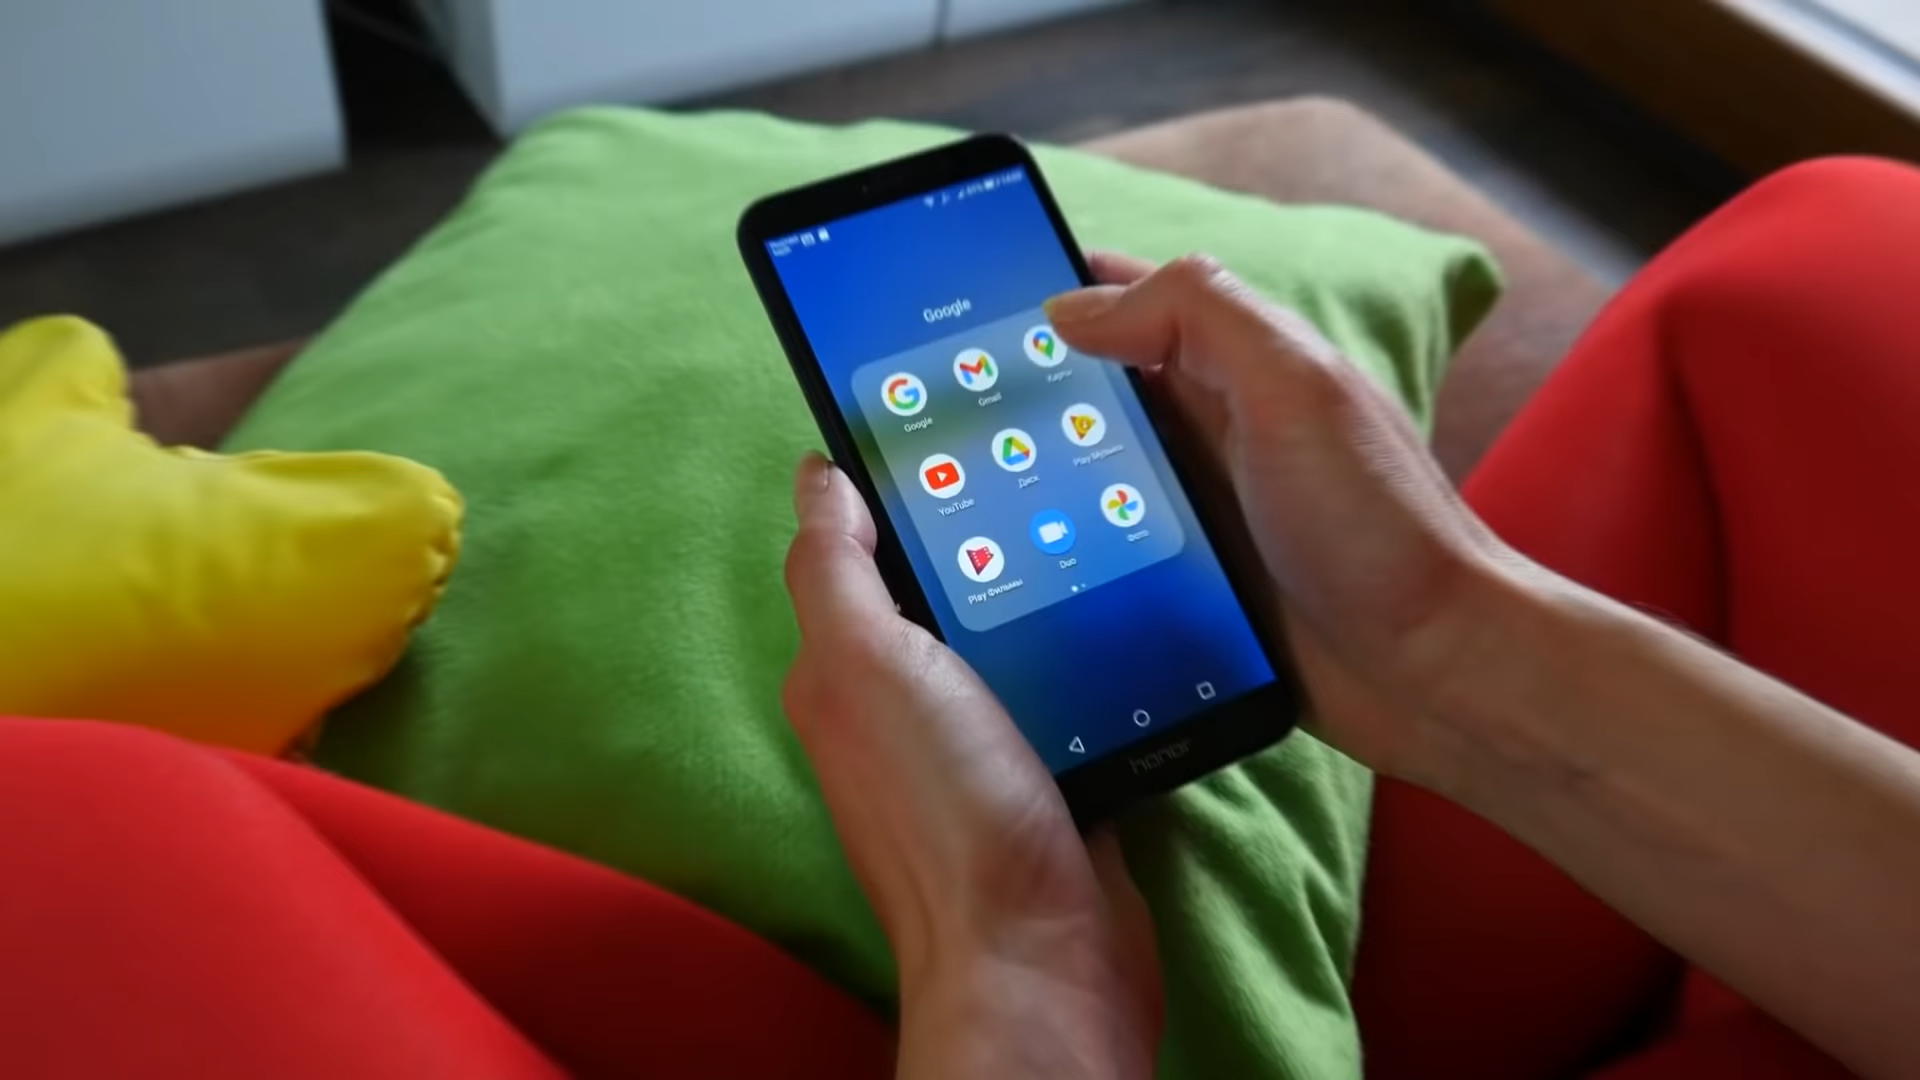 Google
Google
Gmail
Карты
YouTube
Диск
Play Музыка
Play Фильмы
Duo
Фото
honor